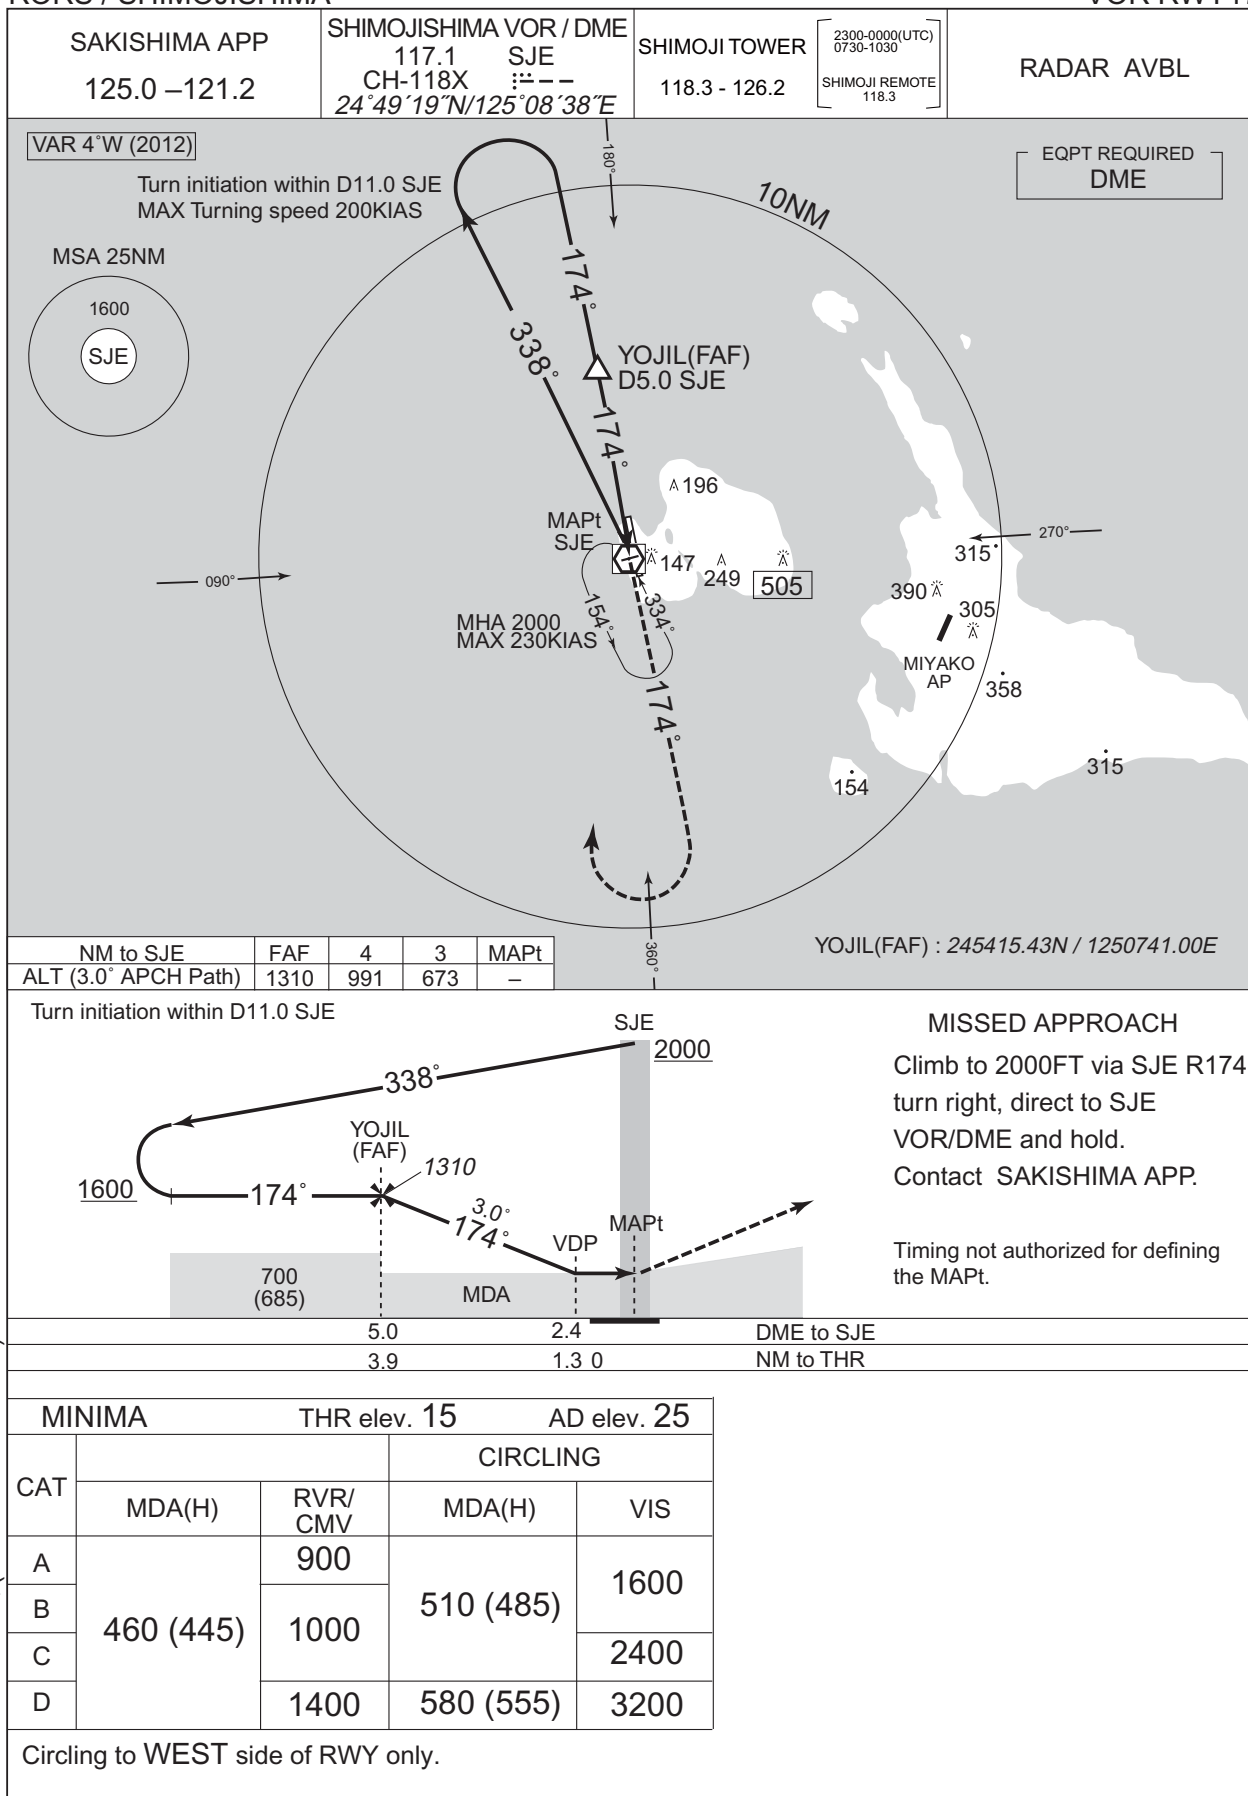 SAKISHIMA APP
125.0 –121.2
SHIMOJISHIMA VOR / DME
117.1 SJE
CH-118X
24°49´19˝N/125°08´38˝E
SHIMOJI TOWER
118.3 - 126.2
2300-0000(UTC)
0730-1030
SHIMOJI REMOTE
118.3
RADAR AVBL
VAR 4°W (2012)
Turn initiation within D11.0 SJE
MAX Turning speed 200KIAS
EQPT REQUIRED
DME
MSA 25NM
1600
SJE
180°
10NM
174°
338°
YOJIL(FAF)
D5.0 SJE
174°
196
MAPt
SJE
147
249
505
315
270°
090°
390
305
MIYAKO
AP
358
154°
334°
MHA 2000
MAX 230KIAS
174°
315
154
360°
YOJIL(FAF) : 245415.43N / 1250741.00E
NM to SJE FAF 4 3 MAPt
ALT (3.0° APCH Path) 1310 991 673 –
Turn initiation within D11.0 SJE
SJE
2000
338°
YOJIL
(FAF)
1310
1600
174°
3.0°
174°
VDP
MAPt
700
(685)
MDA
MISSED APPROACH
Climb to 2000FT via SJE R174
turn right, direct to SJE
VOR/DME and hold.
Contact SAKISHIMA APP.
Timing not authorized for defining
the MAPt.
5.0 2.4 DME to SJE
3.9 1.3 0 NM to THR
MINIMA THR elev. 15 AD elev. 25
CAT
CIRCLING
MDA(H) RVR/
CMV MDA(H) VIS
A 900
B
C
460 (445) 1000 510 (485) 1600
2400
D 1400 580 (555) 3200
Circling to WEST side of RWY only.